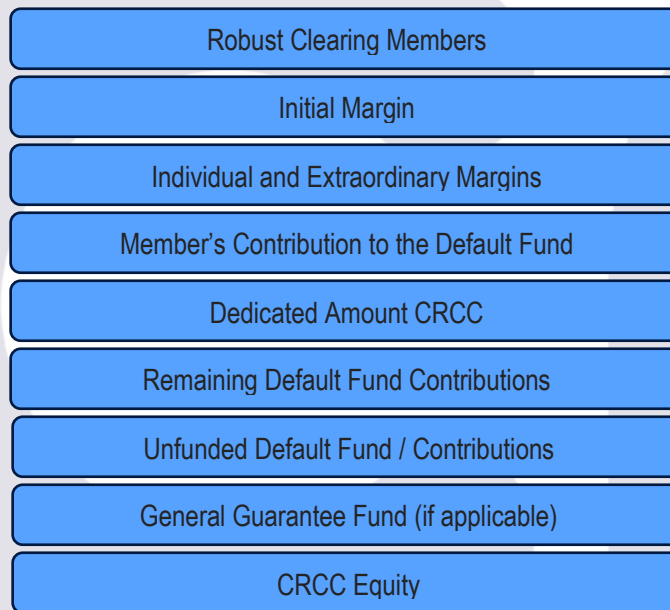 Robust Clearing Members
Initial Margin
Individual and Extraordinary Margins
Member's Contribution to the Default Fund
Dedicated Amount CRCC
Remaining Default Fund Contributions
Unfunded Default Fund / Contributions
General Guarantee Fund (if applicable)
CRCC Equity